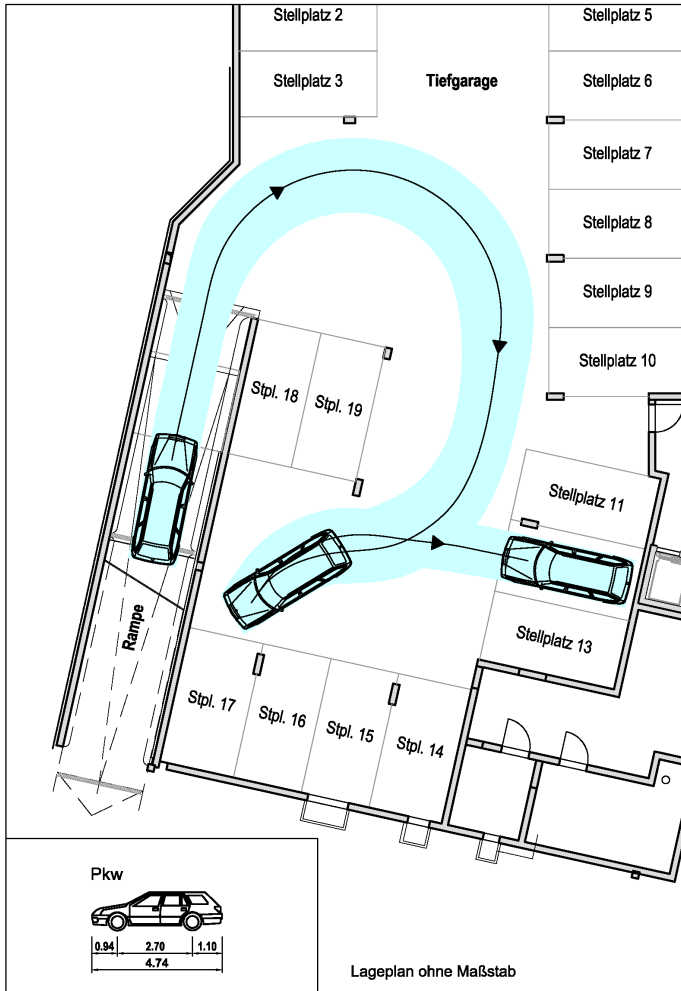 Stellplatz 2
Stellplatz 5
Stellplatz 3
Tiefgarage
Stellplatz 6
Stellplatz 7
Stellplatz 8
Stellplatz 9
Stellplatz 10
Stpl. 18
Stpl. 19
Stellplatz 11
Rampe
Stellplatz 13
Stpl. 17
Stpl. 16
Stpl. 15
Stpl. 14
Pkw
0.94 2.70 1.10
4.74
Lageplan ohne Maßstab